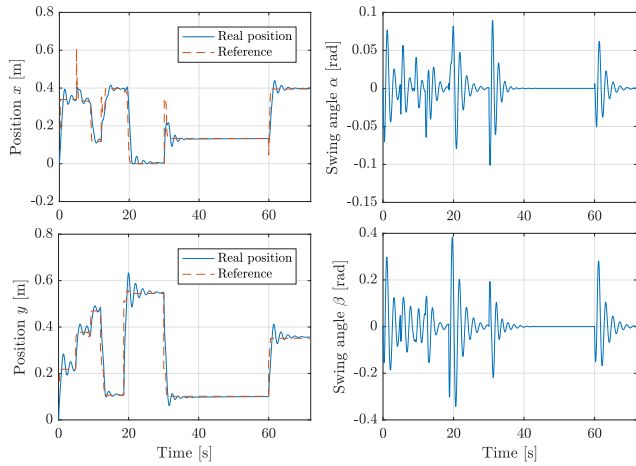 0.8
0.6
0.4
0.2
0
0.2
0 20 40 60
Position x [m]
Real position
Reference
0.1
0.05
0
-0.05
-0.1
-0.15
0 20 40 60
Swing angle α [rad]
0.8
0.6
0.4
0.2
0
0 20 40 60
Position y [m]
Time [s]
Real position
Reference
0.4
0.2
0
-0.2
-0.4
0 20 40 60
Swing angle β [rad]
Time [s]